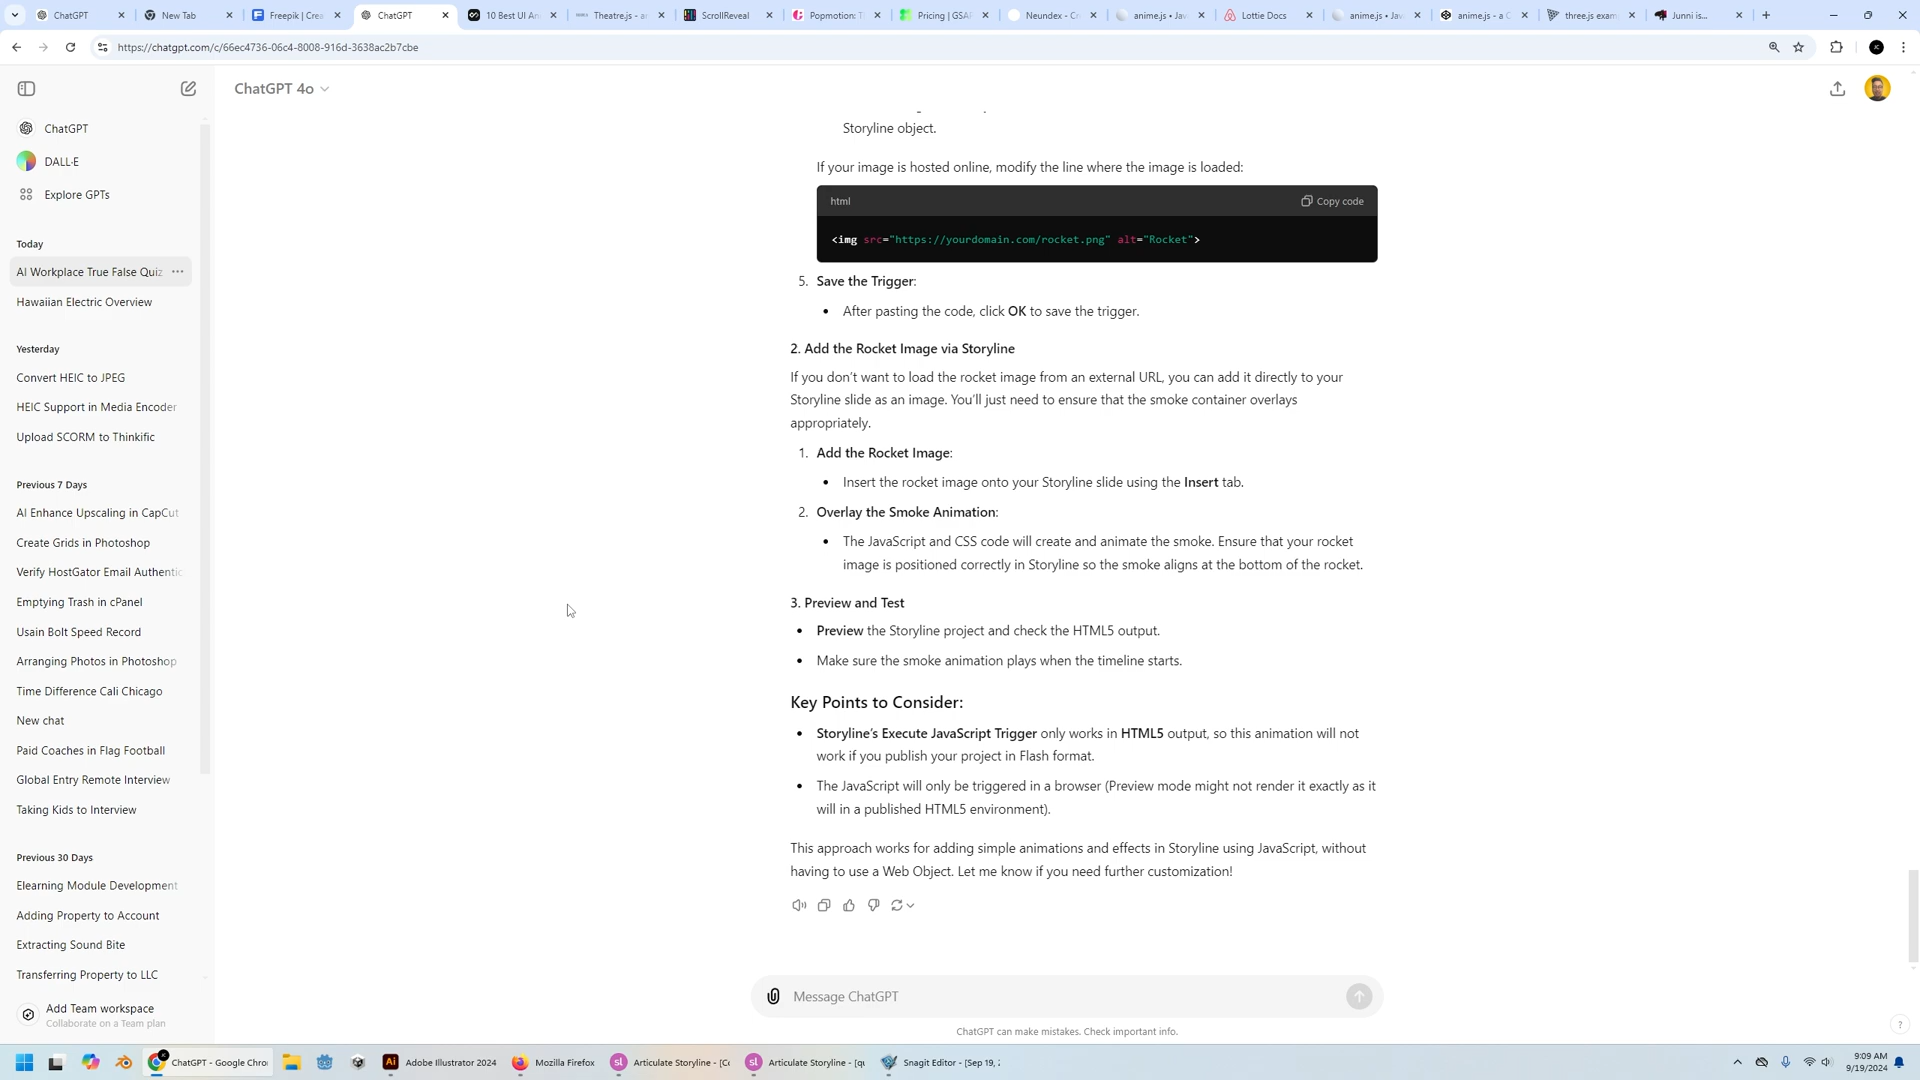 ChatGPT
New Tab
Freepik | Crea
ChatGPT
10 Best UI An
Theatre.js - a
ScrollReveal
Popmotion: T
Pricing | GSA
Neundex - Cr
anime.js • Jav
Lottie Docs
anime.js • Jav
anime.js - a C
three.js exam
Junni is...
https://chatgpt.com/c/66ec4736-06c4-8008-916d-3638ac2b7cbe
ChatGPT 4o
ChatGPT
DALL·E
Explore GPTs
Today
AI Workplace True False Quiz
Hawaiian Electric Overview
Yesterday
Convert HEIC to JPEG
HEIC Support in Media Encoder
Upload SCORM to Thinkific
Previous 7 Days
AI Enhance Upscaling in CapCut
Create Grids in Photoshop
Verify HostGator Email Authentic
Emptying Trash in cPanel
Usain Bolt Speed Record
Arranging Photos in Photoshop
Time Difference Cali Chicago
New chat
Paid Coaches in Flag Football
Global Entry Remote Interview
Taking Kids to Interview
Previous 30 Days
Elearning Module Development
Adding Property to Account
Extracting Sound Bite
Transferring Property to LLC
Add Team workspace
Collaborate on a Team plan
Storyline object.
If your image is hosted online, modify the line where the image is loaded:
html
Copy code
<img src="https://yourdomain.com/rocket.png" alt="Rocket">
5. Save the Trigger:
• After pasting the code, click OK to save the trigger.
2. Add the Rocket Image via Storyline
If you don't want to load the rocket image from an external URL, you can add it directly to your
Storyline slide as an image. You'll just need to ensure that the smoke container overlays
appropriately.
1. Add the Rocket Image:
• Insert the rocket image onto your Storyline slide using the Insert tab.
2. Overlay the Smoke Animation:
• The JavaScript and CSS code will create and animate the smoke. Ensure that your rocket
image is positioned correctly in Storyline so the smoke aligns at the bottom of the rocket.
3. Preview and Test
• Preview the Storyline project and check the HTML5 output.
• Make sure the smoke animation plays when the timeline starts.
Key Points to Consider:
• Storyline's Execute JavaScript Trigger only works in HTML5 output, so this animation will not
work if you publish your project in Flash format.
• The JavaScript will only be triggered in a browser (Preview mode might not render it exactly as it
will in a published HTML5 environment).
This approach works for adding simple animations and effects in Storyline using JavaScript, without
having to use a Web Object. Let me know if you need further customization!
Message ChatGPT
ChatGPT can make mistakes. Check important info.
?
ChatGPT - Google Chro
Adobe Illustrator 2024
Mozilla Firefox
Articulate Storyline - [C
Articulate Storyline - [qu
Snagit Editor - [Sep 19, :
9:09 AM
9/19/2024